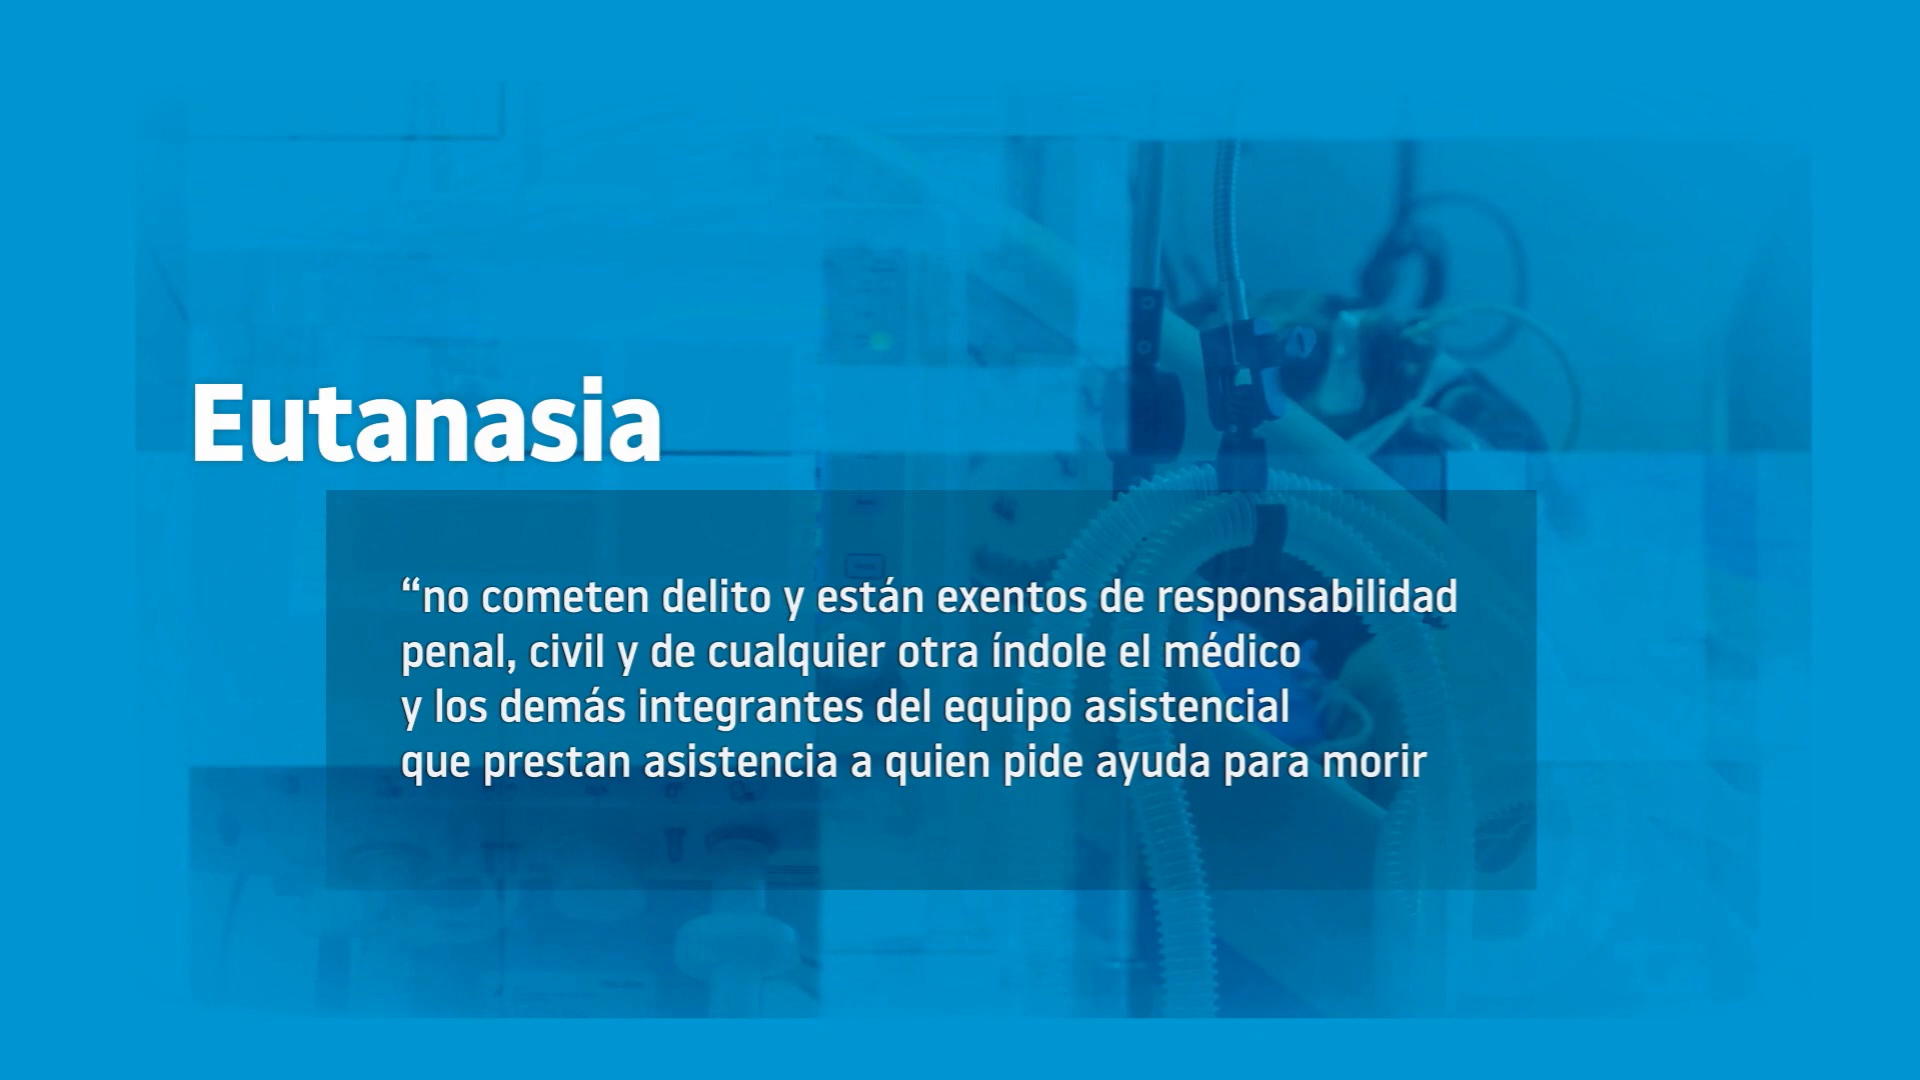 Eutanasia
“no cometen delito y están exentos de responsabilidad
penal, civil y de cualquier otra índole el médico
y los demás integrantes del equipo asistencial
que prestan asistencia a quien pide ayuda para morir